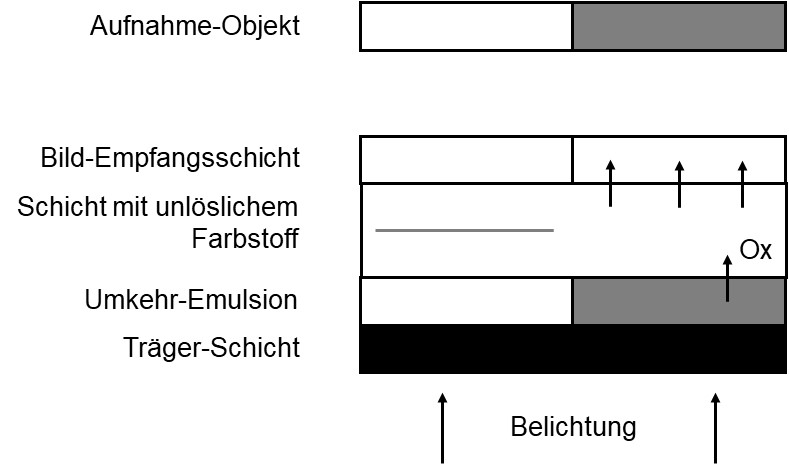 Aufnahme-Objekt
Bild-Empfangsschicht
Schicht mit unlöslichem
Farbstoff
Ox
Umkehr-Emulsion
Träger-Schicht
Belichtung